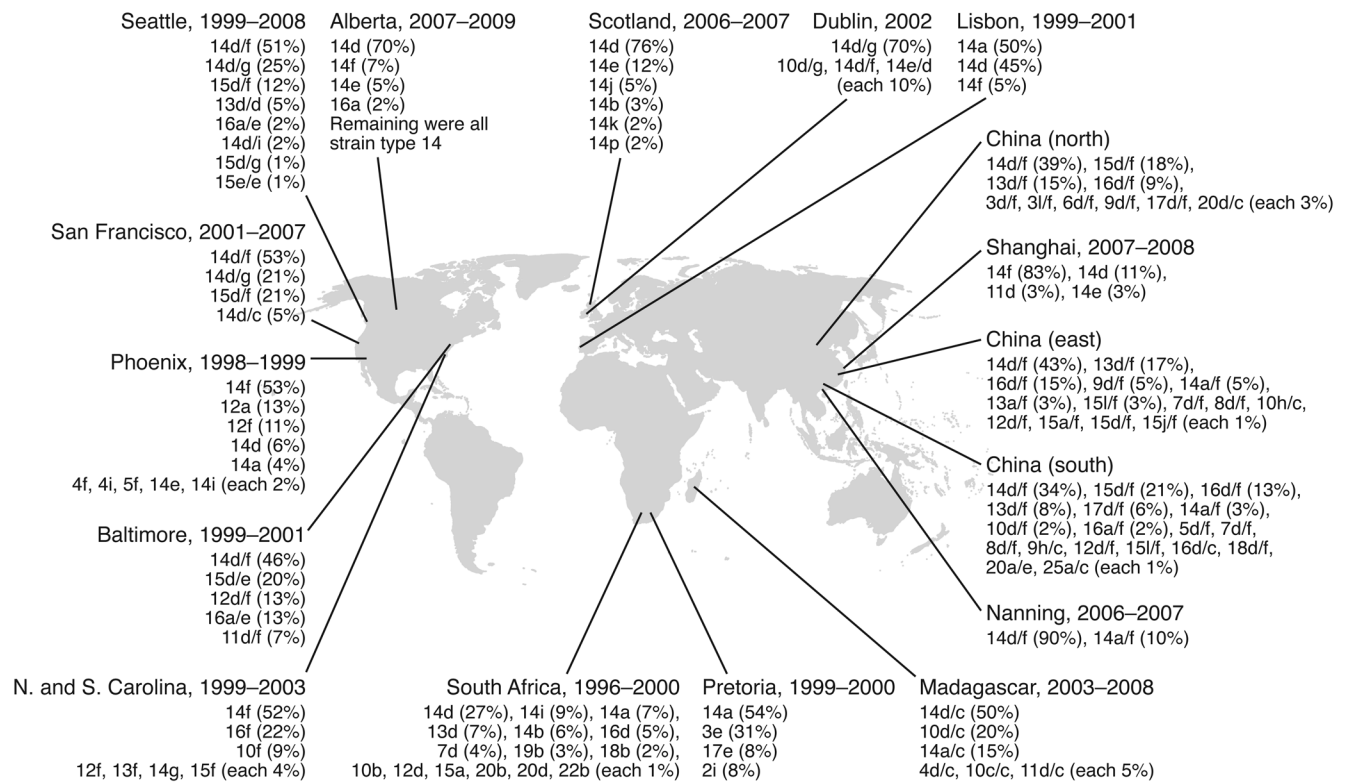 Seattle, 1999–2008
14d/f (51%)
14d/g (25%)
15d/f (12%)
13d/d (5%)
16a/e (2%)
14d/i (2%)
15d/g (1%)
15e/e (1%)
Alberta, 2007–2009
14d (70%)
14f (7%)
14e (5%)
16a (2%)
Remaining were all
strain type 14
Scotland, 2006–2007
14d (76%)
14e (12%)
14j (5%)
14b (3%)
14k (2%)
14p (2%)
Dublin, 2002
14d/g (70%)
10d/g, 14d/f, 14e/d
(each 10%)
Lisbon, 1999–2001
14a (50%)
14d (45%)
14f (5%)
China (north)
14d/f (39%), 15d/f (18%),
13d/f (15%), 16d/f (9%),
3d/f, 3l/f, 6d/f, 9d/f, 17d/f, 20d/c (each 3%)
Shanghai, 2007–2008
14f (83%), 14d (11%),
11d (3%), 14e (3%)
China (east)
14d/f (43%), 13d/f (17%),
16d/f (15%), 9d/f (5%), 14a/f (5%),
13a/f (3%), 15l/f (3%), 7d/f, 8d/f, 10h/c,
12d/f, 15a/f, 15d/f, 15j/f (each 1%)
China (south)
14d/f (34%), 15d/f (21%), 16d/f (13%),
13d/f (8%), 17d/f (6%), 14a/f (3%),
10d/f (2%), 16a/f (2%), 5d/f, 7d/f,
8d/f, 9h/c, 12d/f, 15l/f, 16d/c, 18d/f,
20a/e, 25a/c (each 1%)
Nanning, 2006–2007
14d/f (90%), 14a/f (10%)
San Francisco, 2001–2007
14d/f (53%)
14d/g (21%)
15d/f (21%)
14d/c (5%)
Phoenix, 1998–1999
14f (53%)
12a (13%)
12f (11%)
14d (6%)
14a (4%)
4f, 4i, 5f, 14e, 14i (each 2%)
Baltimore, 1999–2001
14d/f (46%)
15d/e (20%)
12d/f (13%)
16a/e (13%)
11d/f (7%)
N. and S. Carolina, 1999–2003
14f (52%)
16f (22%)
10f (9%)
12f, 13f, 14g, 15f (each 4%)
South Africa, 1996–2000
14d (27%), 14i (9%), 14a (7%),
13d (7%), 14b (6%), 16d (5%),
7d (4%), 19b (3%), 18b (2%),
10b, 12d, 15a, 20b, 20d, 22b (each 1%)
Pretoria, 1999–2000
14a (54%)
3e (31%)
17e (8%)
2i (8%)
Madagascar, 2003–2008
14d/c (50%)
10d/c (20%)
14a/c (15%)
4d/c, 10c/c, 11d/c (each 5%)